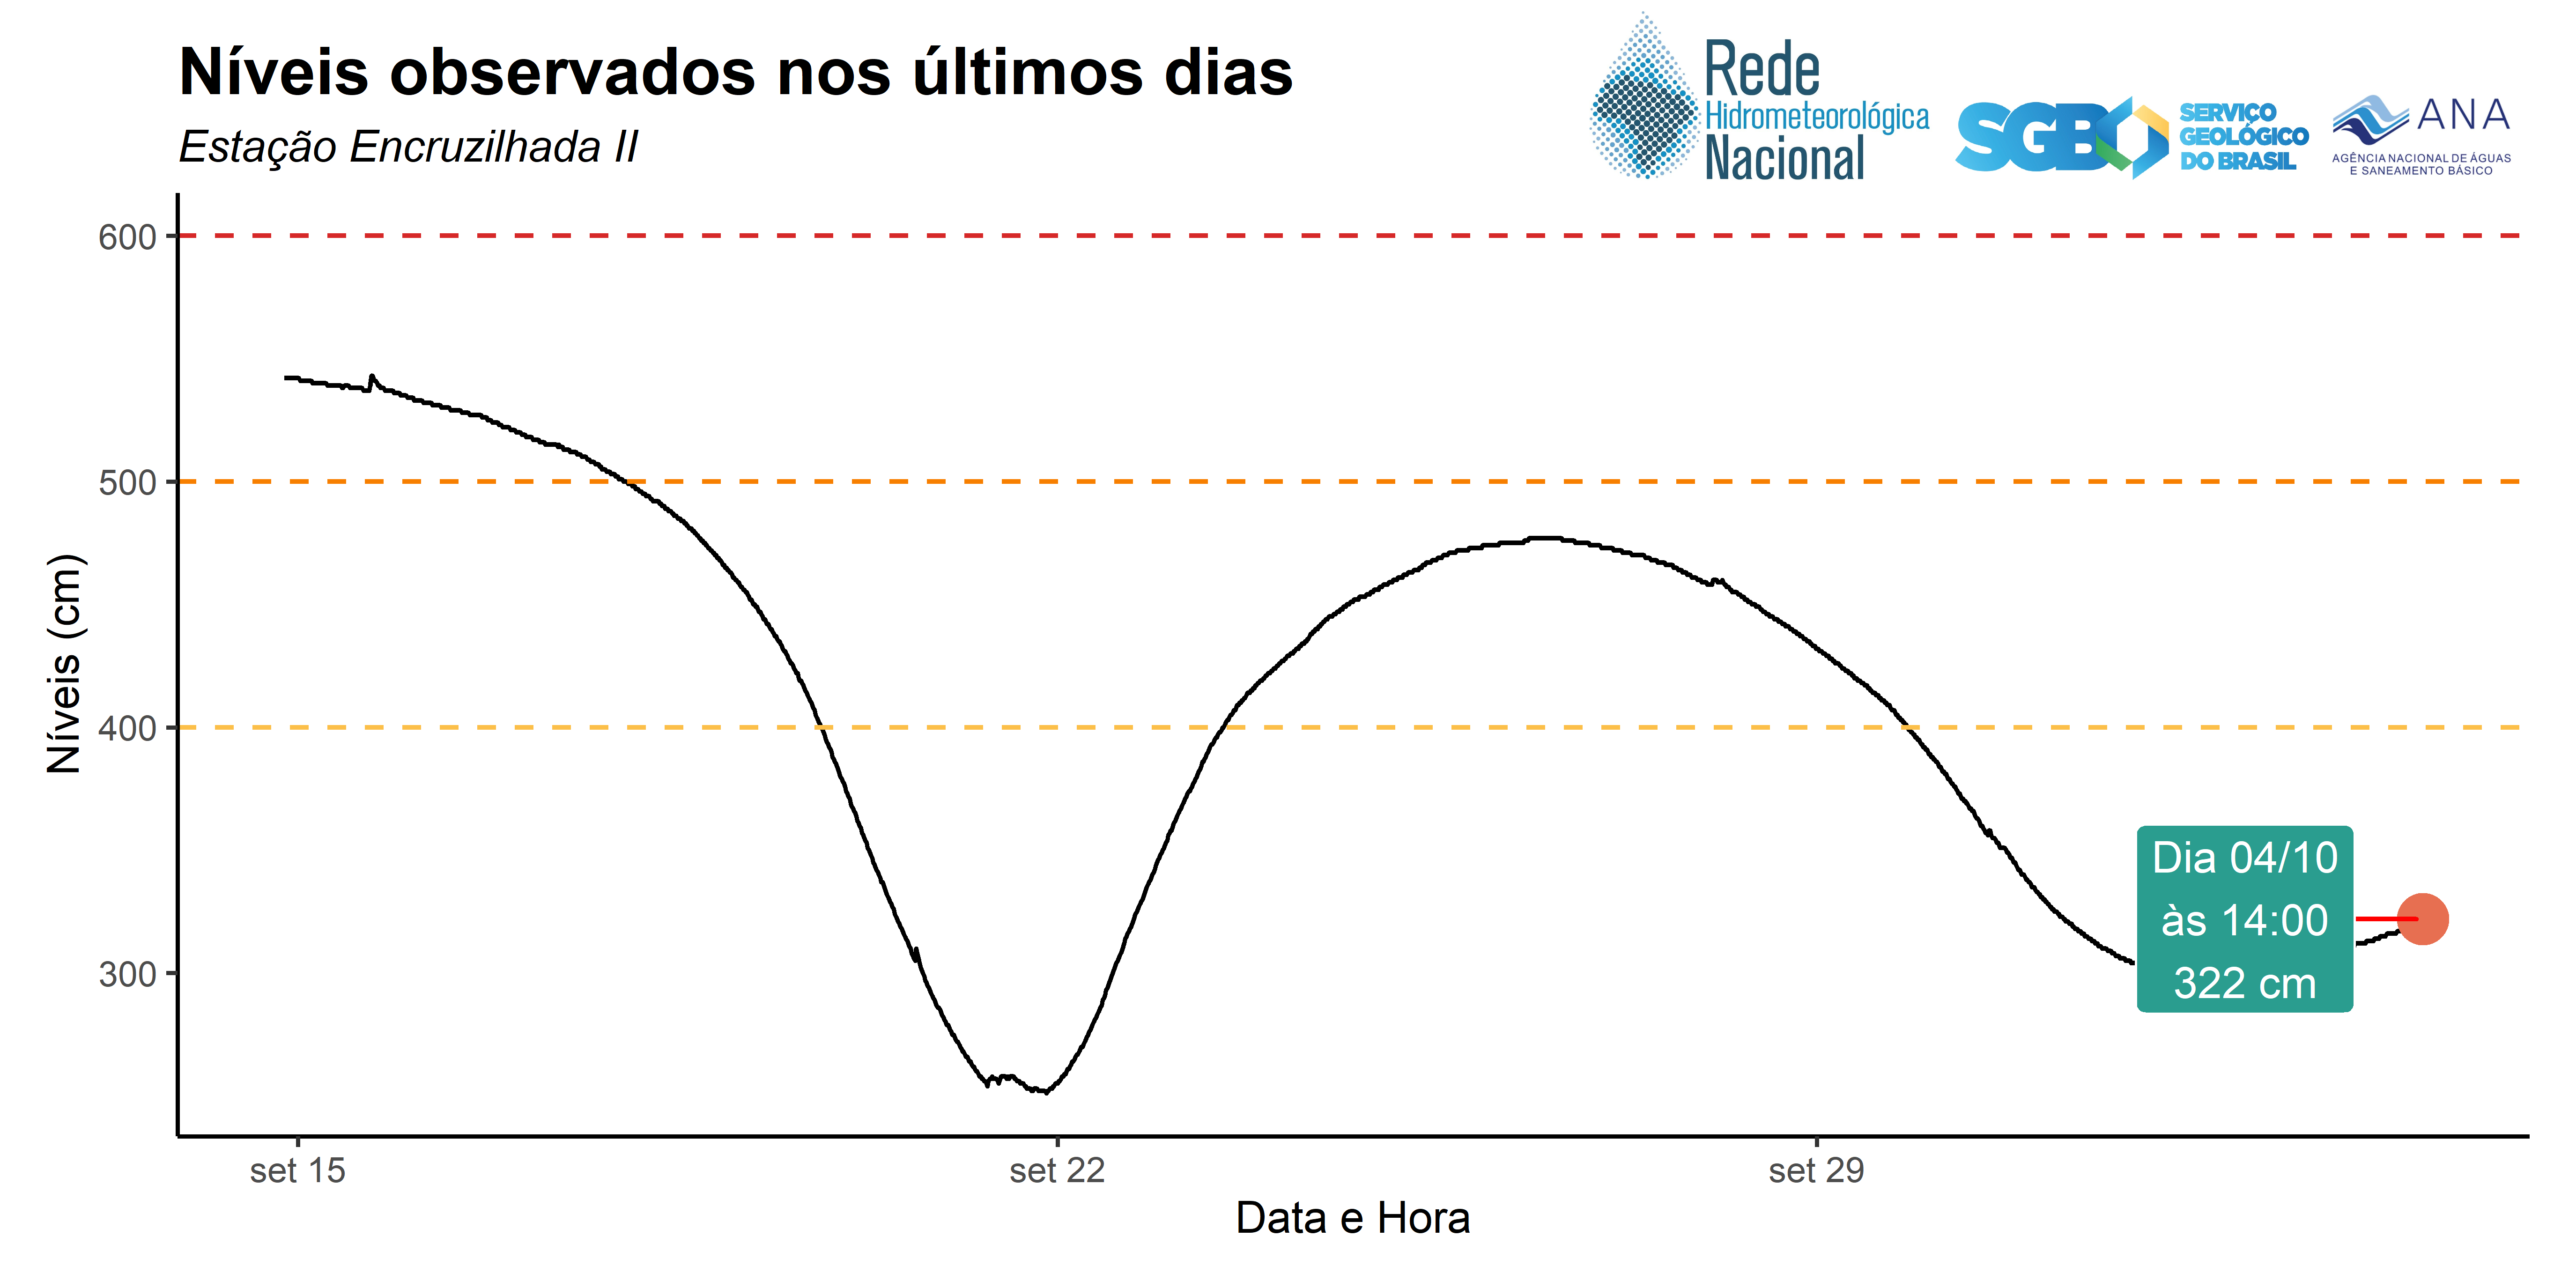 Níveis observados nos últimos dias
Estação Encruzilhada II
Rede
Hidrometeorológica
Nacional
SGB
SERVIÇO
GEOLÓGICO
DO BRASIL
ANA
AGÊNCIA NACIONAL DE ÁGUAS
E SANEAMENTO BÁSICO
600
500
400
300
Níveis (cm)
Dia 04/10
às 14:00
322 cm
set 15
set 22
set 29
Data e Hora